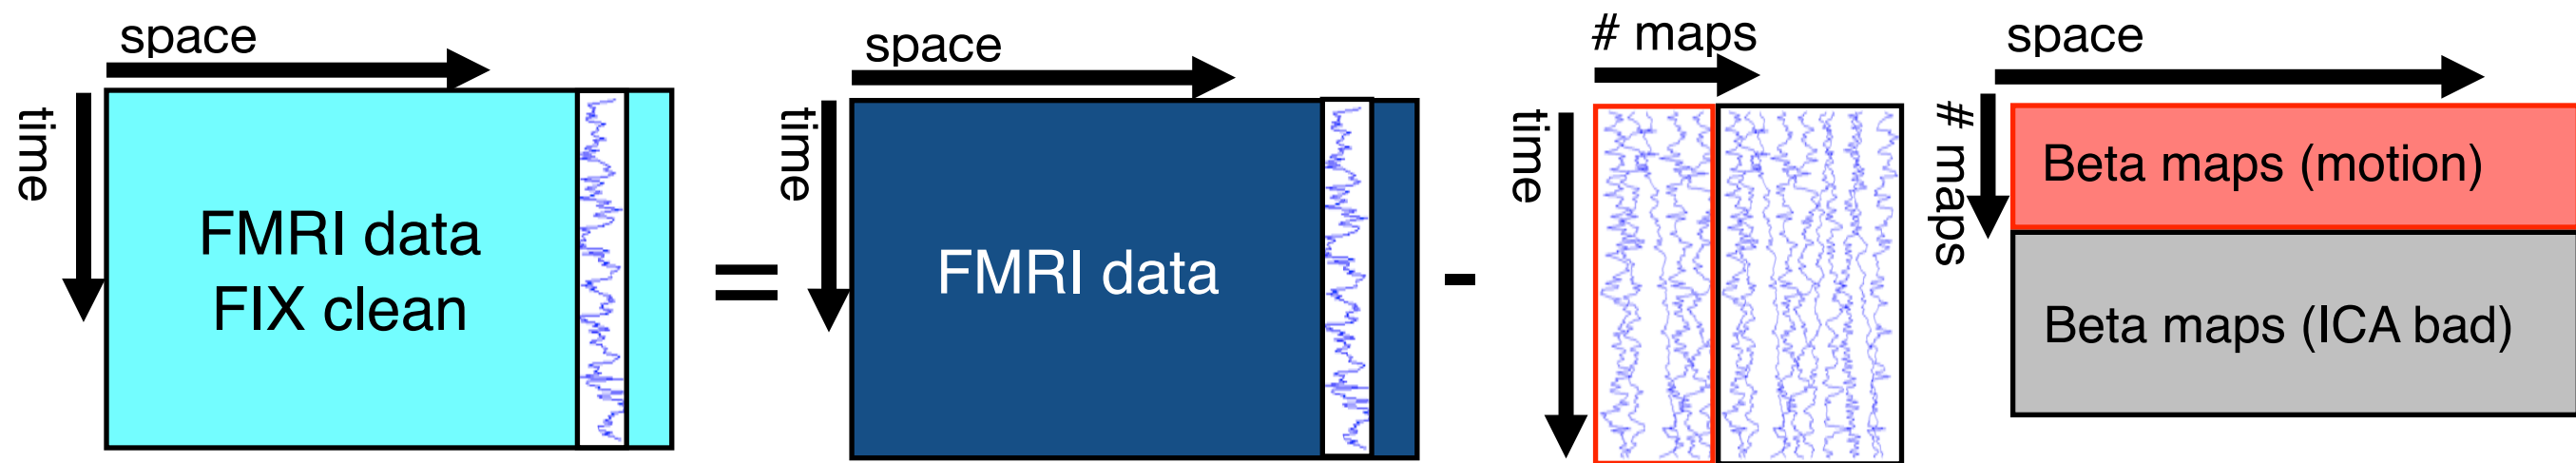 space
time
FMRI data
FIX clean
=
space
time
FMRI data
-
# maps
time
space
# maps
Beta maps (motion)
Beta maps (ICA bad)